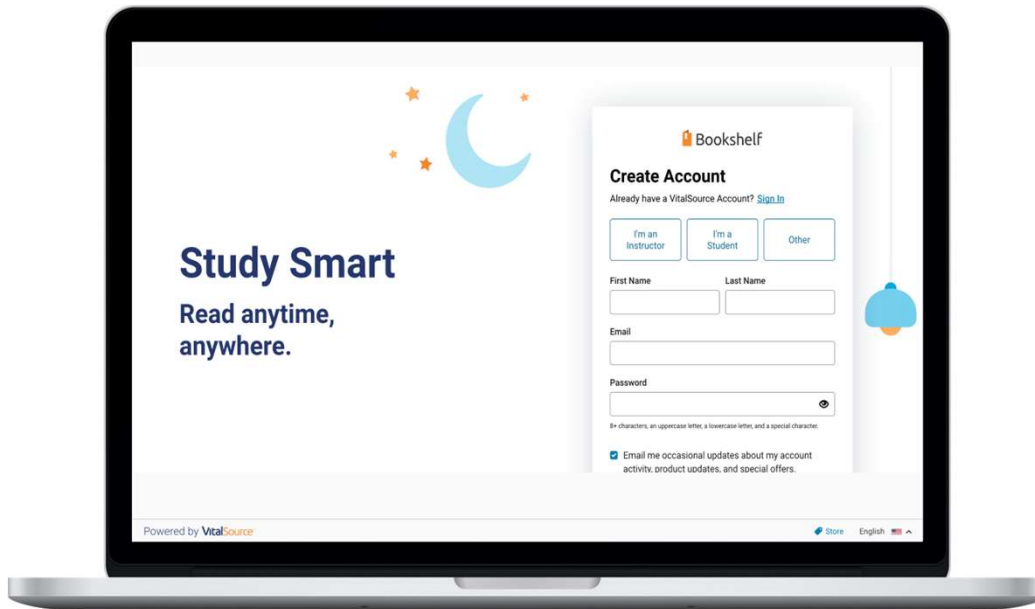 Bookshelf
Create Account
Already have a VitalSource Account? Sign In
I'm an
Instructor
I'm a
Student
Other
Study Smart
Read anytime,
anywhere.
First Name
Last Name
Email
Password
8+ characters, an uppercase letter, a lowercase letter, and a special character.
Email me occasional updates about my account
activity, product updates, and special offers.
Powered by VitalSource
Store
English